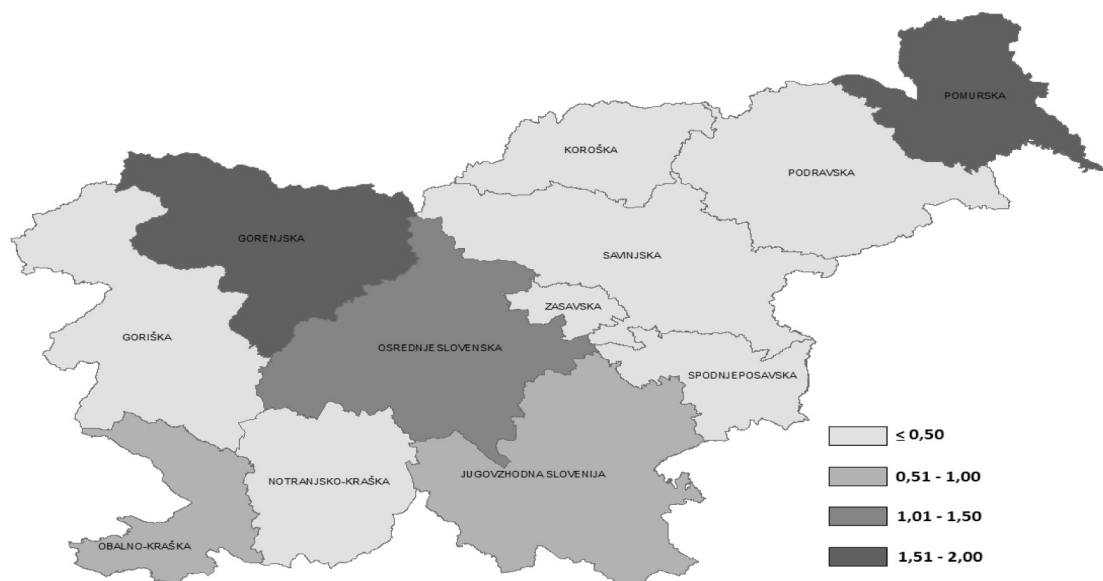 POMURSKA
KOROŠKA
PODRAVSKA
GORENJSKA
SAVINJSKA
ZASAVSKA
GORIŠKA
OSREDNJESLOVENSKA
SPODNJEPOSAVSKA
NOTRANJSKO-KRAŠKA
JUGOVZHODNA SLOVENIJA
OBALNO-KRAŠKA
≤ 0,50
0,51 - 1,00
1,01 - 1,50
1,51 - 2,00